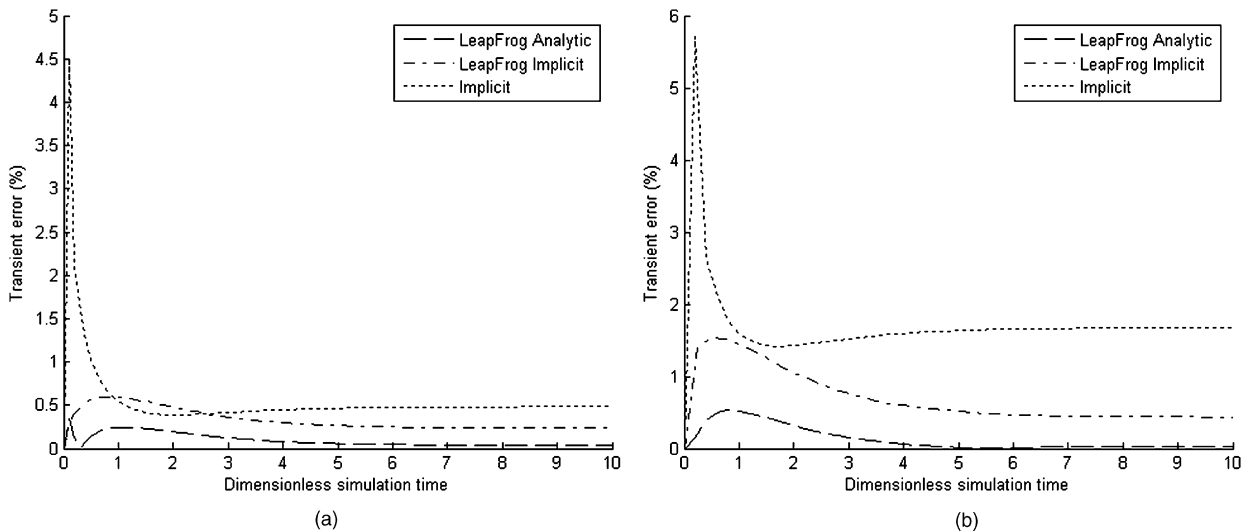 5
4.5
4
3.5
3
2.5
2
1.5
1
0.5
0
Transient error (%)
LeapFrog Analytic
LeapFrog Implicit
Implicit
0 1 2 3 4 5 6 7 8 9 10
Dimensionless simulation time
(a)
6
5
4
3
2
1
0
Transient error (%)
LeapFrog Analytic
LeapFrog Implicit
Implicit
0 1 2 3 4 5 6 7 8 9 10
Dimensionless simulation time
(b)